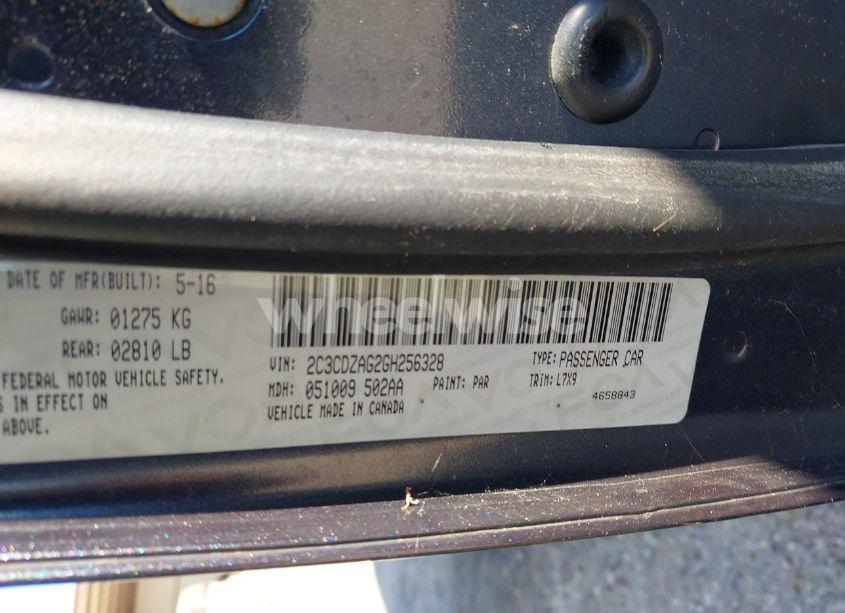 DATE OF MFR(BUILT): 5-16
GAWR: 01275 KG
REAR: 02810 LB
FEDERAL MOTOR VEHICLE SAFETY,
IN EFFECT ON
ABOVE.
wheelwise
VIN: 2C3CDZAG2GH256328
TYPE: PASSENGER CAR
MDH: 051009 502AA
PAINT: PAR
TRIM: L7X9
VEHICLE MADE IN CANADA
4658843